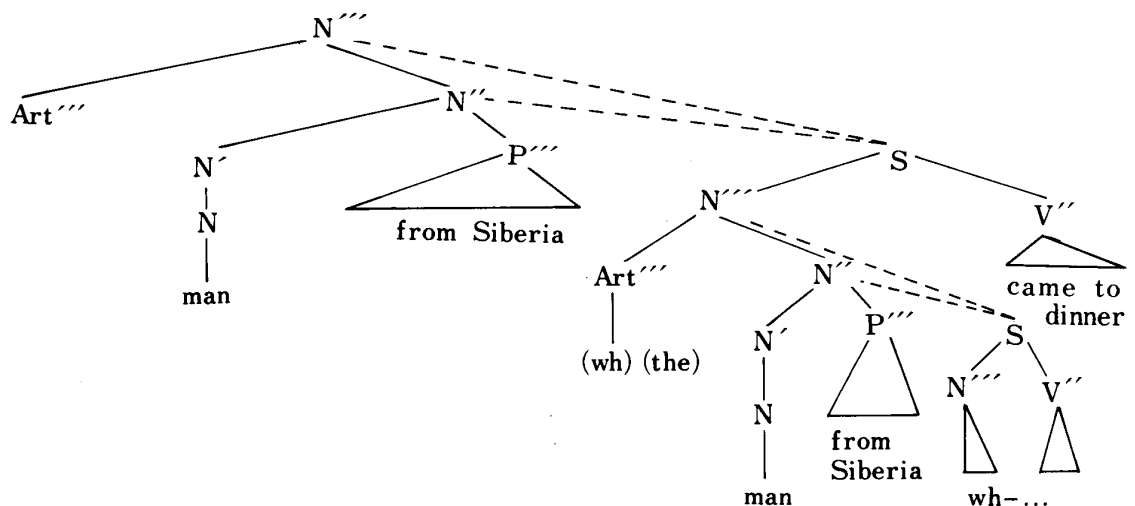 N'''
Art'''
N''
N'
P'''
S
N
N'''
V''
from Siberia
man
Art'''
N''
came to
dinner
(wh) (the)
N'
P'''
S
N
from
Siberia
N'''
V''
man
wh-...